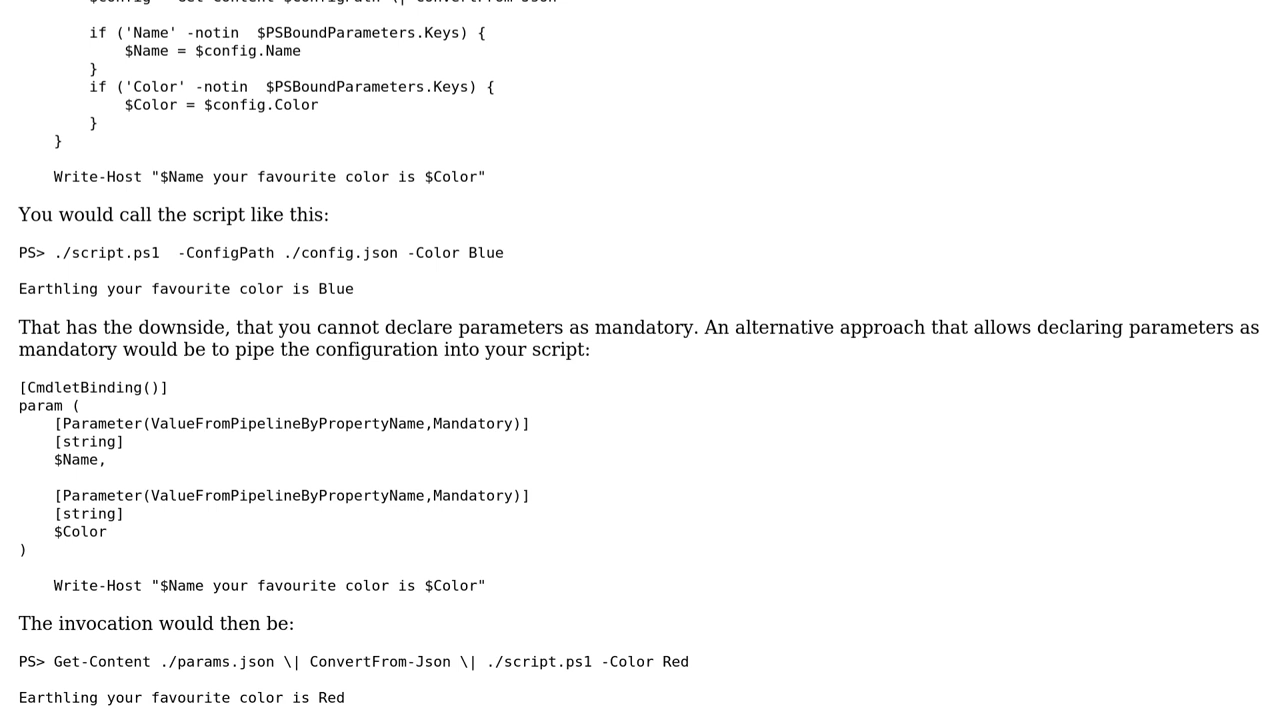 if ('Name' -notin  $PSBoundParameters.Keys) {
$Name = $config.Name
}
if ('Color' -notin  $PSBoundParameters.Keys) {
$Color = $config.Color
}
}
Write-Host "$Name your favourite color is $Color"
You would call the script like this:
PS> ./script.ps1  -ConfigPath ./config.json -Color Blue
Earthling your favourite color is Blue
That has the downside, that you cannot declare parameters as mandatory. An alternative approach that allows declaring parameters as
mandatory would be to pipe the configuration into your script:
[CmdletBinding()]
param (
[Parameter(ValueFromPipelineByPropertyName,Mandatory)]
[string]
$Name,
[Parameter(ValueFromPipelineByPropertyName,Mandatory)]
[string]
$Color
)
Write-Host "$Name your favourite color is $Color"
The invocation would then be:
PS> Get-Content ./params.json \| ConvertFrom-Json \| ./script.ps1 -Color Red
Earthling your favourite color is Red